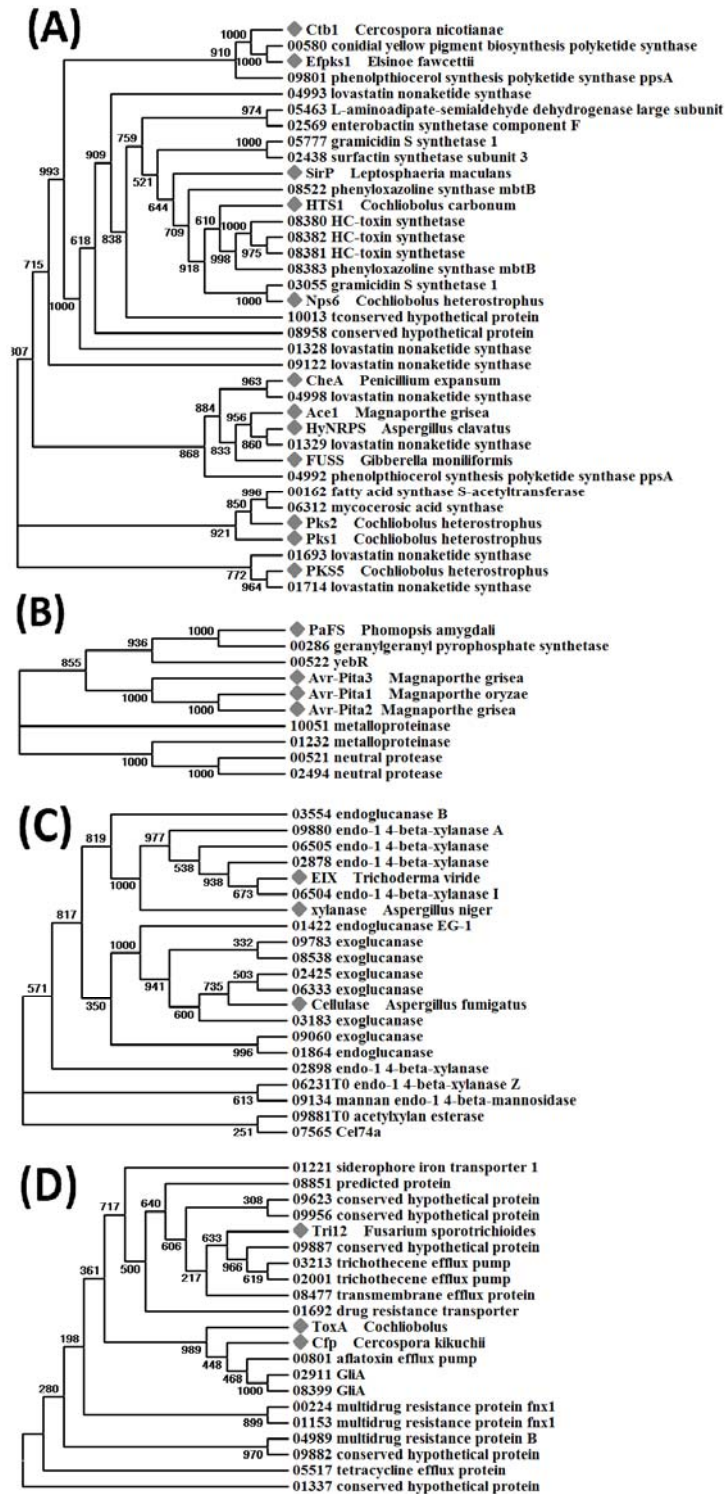 (A)
1000 Ctb1 Cercospora nicotianae
00580 conidial yellow pigment biosynthesis polyketide synthase
910 1000 Efpks1 Elsinoe fawcettii
09801 phenolpthiocerol synthesis polyketide synthase ppsA
04993 lovastatin nonaketide synthase
974 05463 L-aminoadipate-semialdehyde dehydrogenase large subunit
02569 enterobactin synthetase component F
759 1000 05777 gramicidin S synthetase 1
909 521 02438 surfactin synthetase subunit 3
993 SirP Leptosphaeria maculans
644 08522 phenyloxazoline synthase mbtB
610 HTS1 Cochliobolus carbonum
618 838 709 1000 08380 HC-toxin synthetase
08382 HC-toxin synthetase
998 975 08381 HC-toxin synthetase
918 08383 phenyloxazoline synthase mbtB
715 03055 gramicidin S synthetase 1
1000 1000 Nps6 Cochliobolus heterostrophus
10013 tconserved hypothetical protein
08958 conserved hypothetical protein
01328 lovastatin nonaketide synthase
307 09122 lovastatin nonaketide synthase
963 CheA Penicillium expansum
04998 lovastatin nonaketide synthase
884 956 Ace1 Magnaporthe grisea
HyNRPS Aspergillus clavatus
833 860 01329 lovastatin nonaketide synthase
868 FUSS Gibberella moniliformis
04992 phenolpthiocerol synthesis polyketide synthase ppsA
996 00162 fatty acid synthase S-acetyltransferase
850 06312 mycocerosic acid synthase
Pks2 Cochliobolus heterostrophus
921 Pks1 Cochliobolus heterostrophus
01693 lovastatin nonaketide synthase
772 PKS5 Cochliobolus heterostrophus
964 01714 lovastatin nonaketide synthase
(B)
1000 PaFS Phomopsis amygdali
936 00286 geranylgeranyl pyrophosphate synthetase
855 00522 yebR
Avr-Pita3 Magnaporthe grisea
1000 Avr-Pita1 Magnaporthe oryzae
1000 Avr-Pita2 Magnaporthe grisea
10051 metalloproteinase
01232 metalloproteinase
1000 00521 neutral protease
1000 02494 neutral protease
(C)
03554 endoglucanase B
819 977 09880 endo-1 4-beta-xylanase A
06505 endo-1 4-beta-xylanase
538 02878 endo-1 4-beta-xylanase
1000 938 EIX Trichoderma viride
673 06504 endo-1 4-beta-xylanase I
817 xylanase Aspergillus niger
01422 endoglucanase EG-1
1000 332 09783 exoglucanase
08538 exoglucanase
941 503 02425 exoglucanase
571 735 06333 exoglucanase
350 Cellulase Aspergillus fumigatus
600 03183 exoglucanase
09060 exoglucanase
996 01864 endoglucanase
02898 endo-1 4-beta-xylanase
06231T0 endo-1 4-beta-xylanase Z
613 09134 mannan endo-1 4-beta-mannosidase
09881T0 acetylxylan esterase
251 07565 Cel74a
(D)
01221 siderophore iron transporter 1
717 08851 predicted protein
640 308 09623 conserved hypothetical protein
09956 conserved hypothetical protein
606 633 Tri12 Fusarium sporotrichioides
500 09887 conserved hypothetical protein
361 966 03213 trichothecene efflux pump
217 619 02001 trichothecene efflux pump
08477 transmembrane efflux protein
01692 drug resistance transporter
198 ToxA Cochliobolus
989 Cfp Cercospora kikuchii
448 00801 aflatoxin efflux pump
468 02911 GliA
280 1000 08399 GliA
00224 multidrug resistance protein fnx1
899 01153 multidrug resistance protein fnx1
04989 multidrug resistance protein B
970 09882 conserved hypothetical protein
05517 tetracycline efflux protein
01337 conserved hypothetical protein